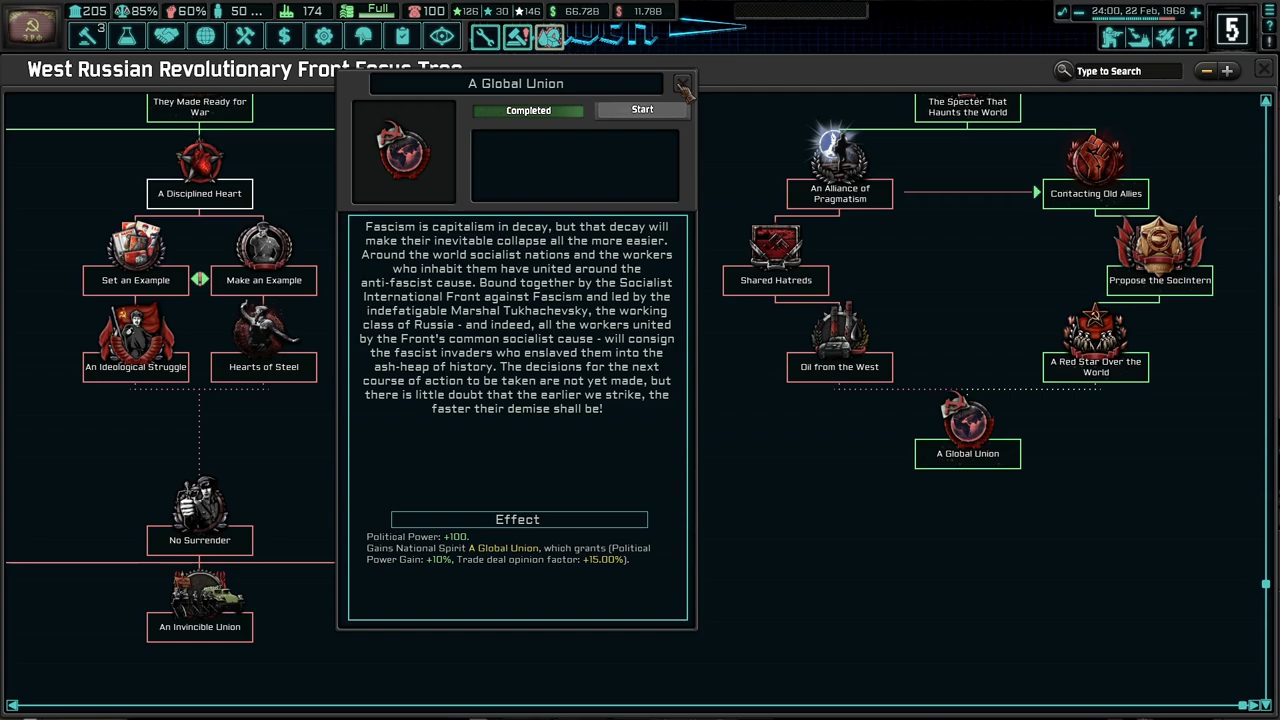 205
85%
60%
50 ...
174
Full
100
126
30
146
$ 66.728
$ 11.788
24:00, 22 Feb, 1968
5
3
West Russian Revolutionary Front Focus Tree
Type to Search
A Global Union
Completed
Start
Fascism is capitalism in decay, but that decay will
make their inevitable collapse all the more easier.
Around the world socialist nations and the workers
who inhabit them have united around the
anti-fascist cause. Bound together by the Socialist
International Front against Fascism and led by the
indefatigable Marshal Tukhachevsky, the working
class of Russia - and indeed, all the workers united
by the Front's common socialist cause - will consign
the fascist invaders who enslaved them into the
ash-heap of history. The decisions for the next
course of action to be taken are not yet made, but
there is little doubt that the earlier we strike, the
faster their demise shall be!
Effect
Political Power: +100.
Gains National Spirit A Global Union, which grants (Political
Power Gain: +10%, Trade deal opinion factor: +15.00%).
They Made Ready for
War
A Disciplined Heart
Set an Example
Make an Example
An Ideological Struggle
Hearts of Steel
No Surrender
An Invincible Union
The Specter That
Haunts the World
An Alliance of
Pragmatism
Contacting Old Allies
Shared Hatreds
Propose the SocIntern
Oil from the West
A Red Star Over the
World
A Global Union